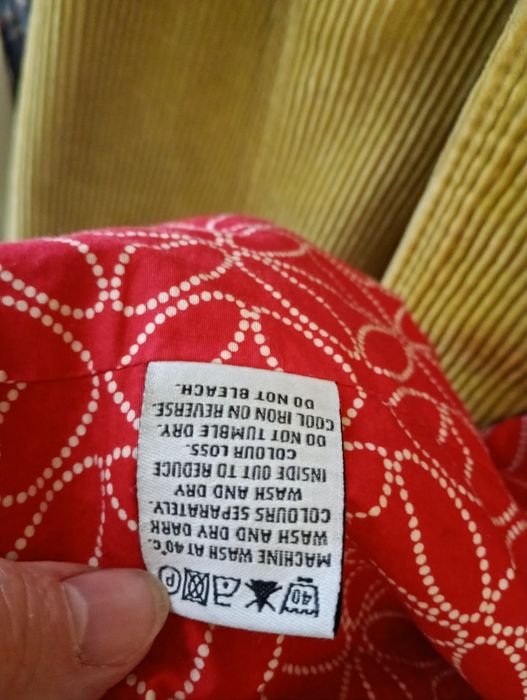 40 P
MACHINE WASH AT 40°C.
WASH AND DRY DARK
COLOURS SEPARATELY.
WASH AND DRY
INSIDE OUT TO REDUCE
COLOUR LOSS.
DO NOT TUMBLE DRY.
COOL IRON ON REVERSE.
DO NOT BLEACH.